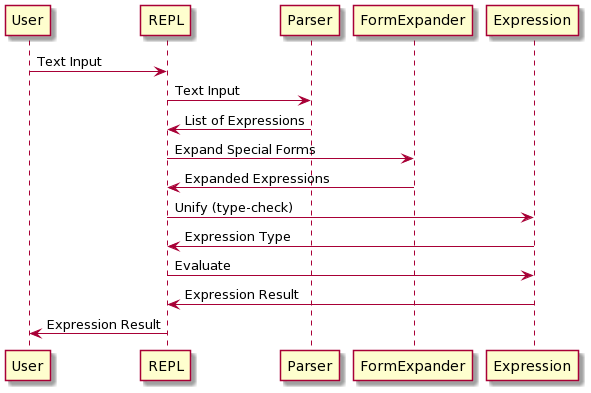 User REPL Parser FormExpander Expression
Text Input
Text Input
List of Expressions
Expand Special Forms
Expanded Expressions
Unify (type-check)
Expression Type
Evaluate
Expression Result
Expression Result
User REPL Parser FormExpander Expression